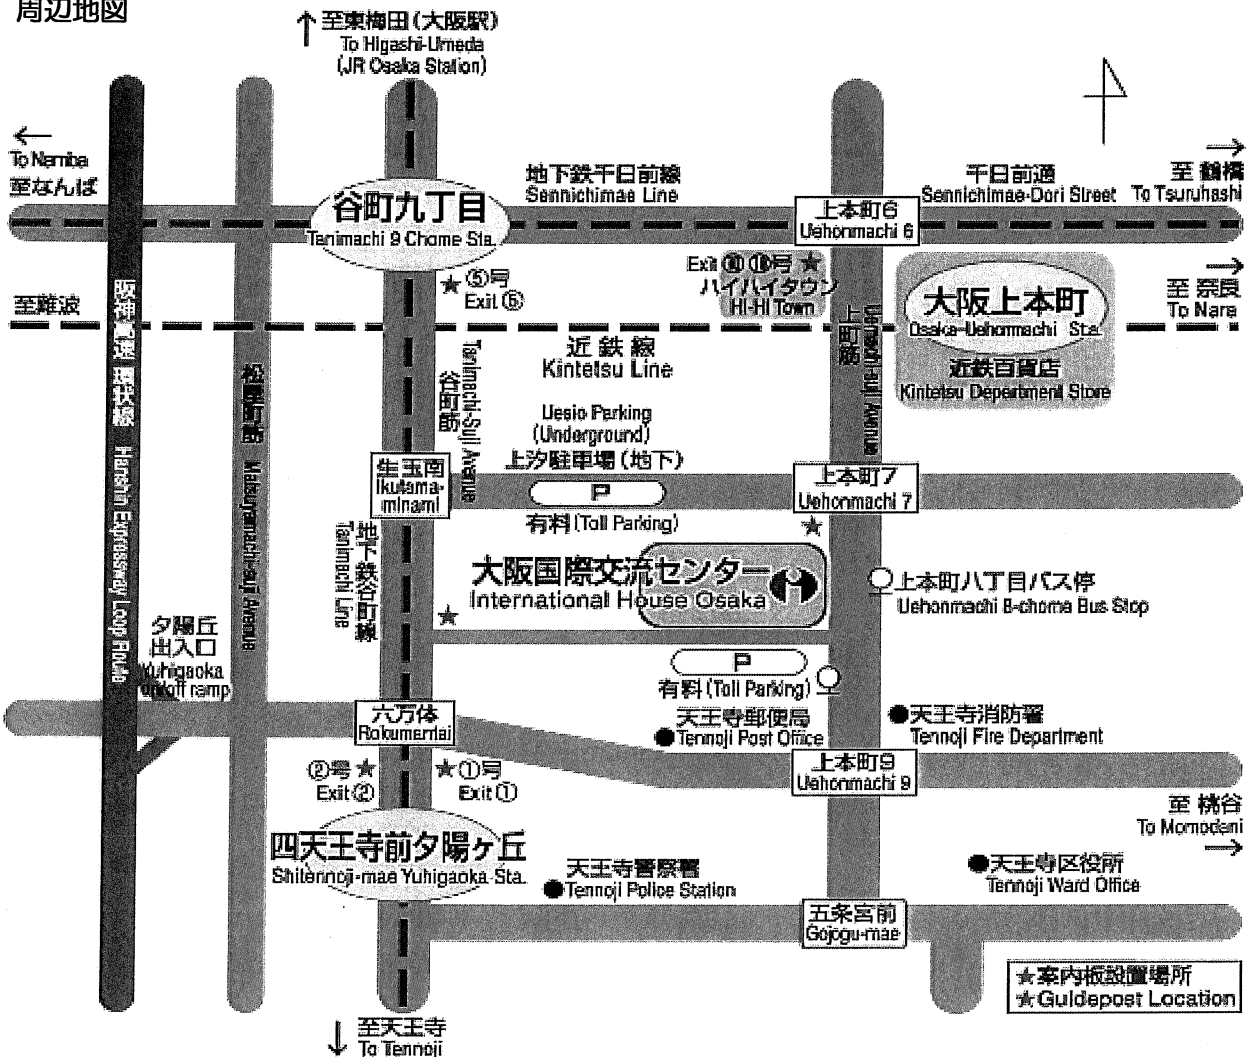 周辺地図
↑ 至東梅田(大阪駅)
To Higashi-Umeda
(JR Osaka Station)
←
To Namba
至なんば
地下鉄千日前線
Sennichimae Line
千日前通
Sennichimae-Dori Street
→
至 鶴橋
To Tsuruhashi
谷町九丁目
Tanimachi 9 Chome Sta.
上本町6
Uehonmachi 6
★⑤号
Exit ⑤
Exit ⑩ ⑩号 ★
ハイハイタウン
Hi-Hi Town
大阪上本町
Osaka-Uehonmachi Sta.
近鉄百貨店
Kintetsu Department Store
→
至 奈良
To Nara
至難波
近鉄線
Kintetsu Line
阪神高速 環状線 Hanshin Expressway Loop Route
松屋町筋 Matsuyamachi-suji Avenue
谷町筋
Tanimachi-Suji Avenue
上町筋
Uemachi-suji Avenue
Uesio Parking
(Underground)
上汐駐車場(地下)
P
有料(Toll Parking)
生玉南
Ikutama-
minami
上本町7
Uehonmachi 7
★
地下鉄谷町線
Tanimachi Line
大阪国際交流センター
International House Osaka
★
上本町八丁目バス停
Uehonmachi 8-chome Bus Stop
夕陽丘
出入口
Yuhigaoka
on/off ramp
P
有料(Toll Parking)
六万体
Rokumantai
天王寺郵便局
●Tennoji Post Office
●天王寺消防署
Tennoji Fire Department
上本町9
Uehonmachi 9
②号★
Exit②
★①号
Exit①
至 桃谷
To Momodani
→
四天王寺前夕陽ヶ丘
Shitennoji-mae Yuhigaoka Sta.
天王寺警察署
●Tennoji Police Station
●天王寺区役所
Tennoji Ward Office
五条宮前
Gojogu-mae
★案内板設置場所
★Guidepost Location
↓ 至天王寺
To Tennoji